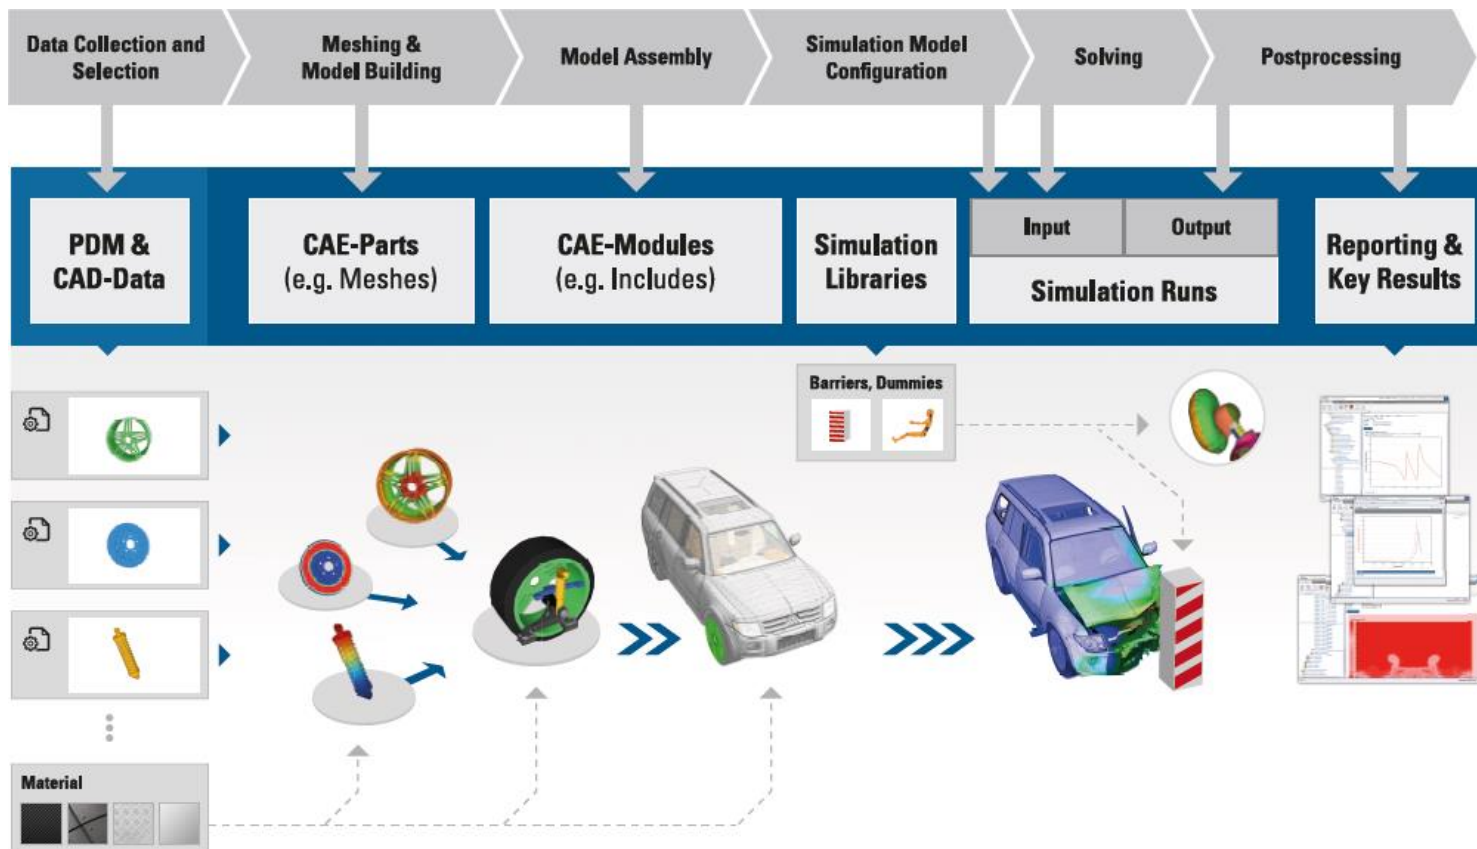 Data Collection and
Selection
Meshing &
Model Building
Model Assembly
Simulation Model
Configuration
Solving
Postprocessing
PDM &
CAD-Data
CAE-Parts
(e.g. Meshes)
CAE-Modules
(e.g. Includes)
Simulation
Libraries
Input
Output
Simulation Runs
Reporting &
Key Results
Barriers, Dummies
Material